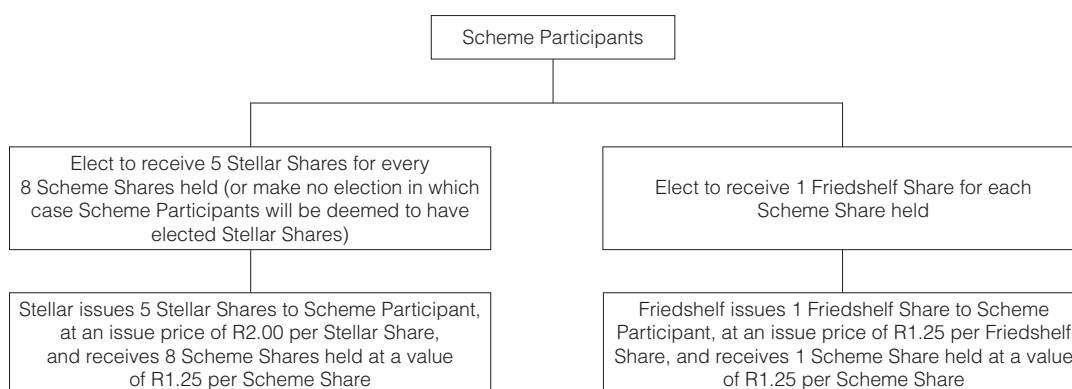 Scheme Participants
Elect to receive 5 Stellar Shares for every
8 Scheme Shares held (or make no election in which
case Scheme Participants will be deemed to have
elected Stellar Shares)
Elect to receive 1 Friedshelf Share for each
Scheme Share held
Stellar issues 5 Stellar Shares to Scheme Participant,
at an issue price of R2.00 per Stellar Share,
and receives 8 Scheme Shares held at a value
of R1.25 per Scheme Share
Friedshelf issues 1 Friedshelf Share to Scheme
Participant, at an issue price of R1.25 per Friedshelf
Share, and receives 1 Scheme Share held at a value
of R1.25 per Scheme Share